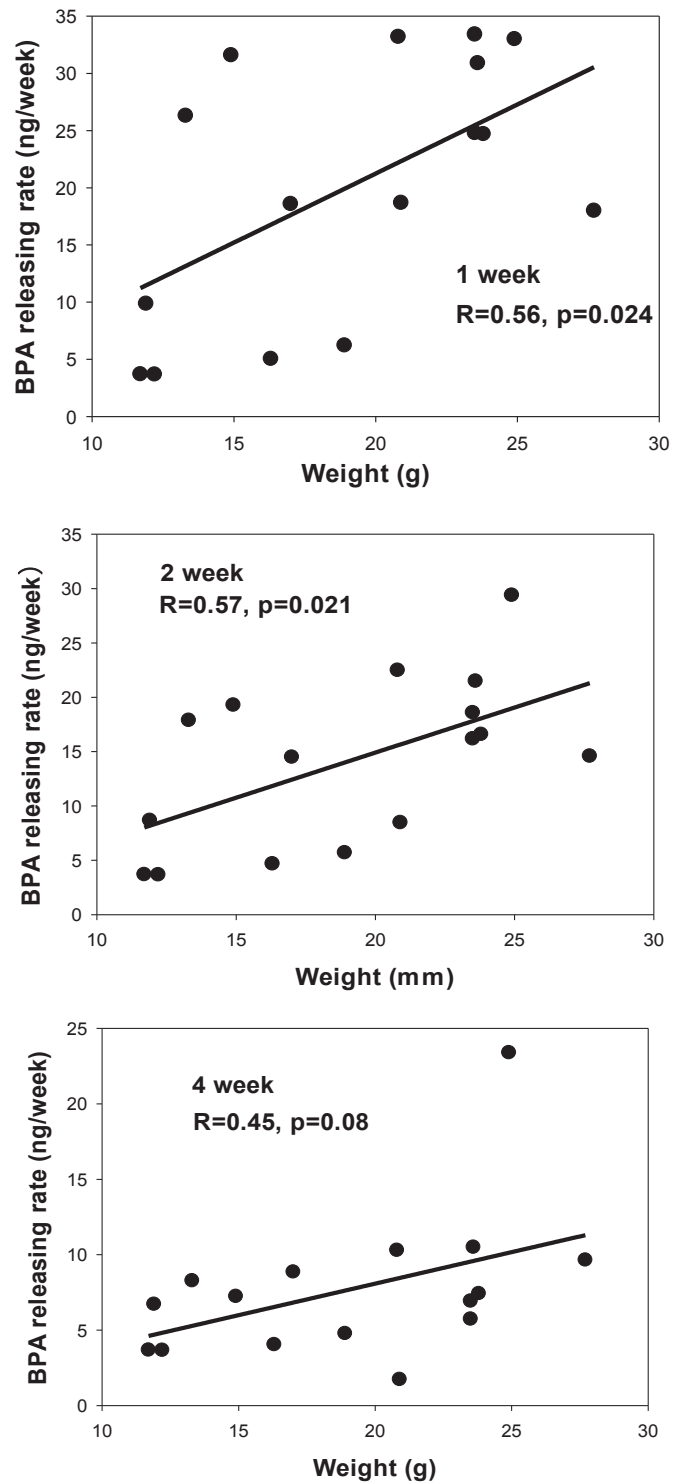 35
30
25
20
15
10
5
0
BPA releasing rate (ng/week)
1 week
R=0.56, p=0.024
10 15 20 25 30
Weight (g)
35
30
25
20
15
10
5
0
BPA releasing rate (ng/week)
2 week
R=0.57, p=0.021
10 15 20 25 30
Weight (mm)
25
20
15
10
5
0
BPA releasing rate (ng/week)
4 week
R=0.45, p=0.08
10 15 20 25 30
Weight (g)